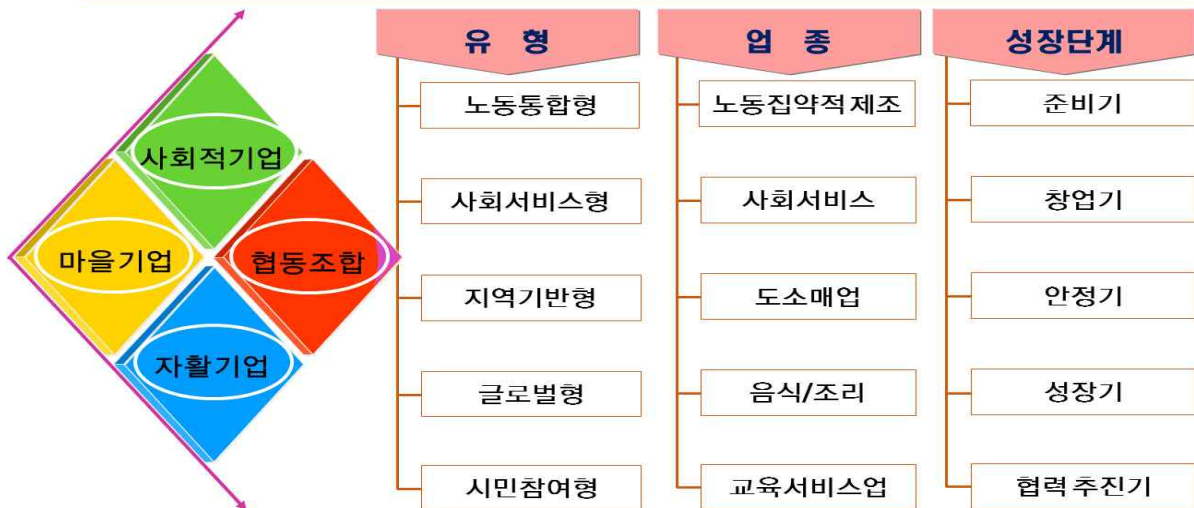 사회적기업
마을기업
협동조합
자활기업
유 형
노동통합형
사회서비스형
지역기반형
글로벌형
시민참여형
업 종
노동집약적 제조
사회서비스
도소매업
음식/조리
교육서비스업
성장단계
준비기
창업기
안정기
성장기
협력 추진기